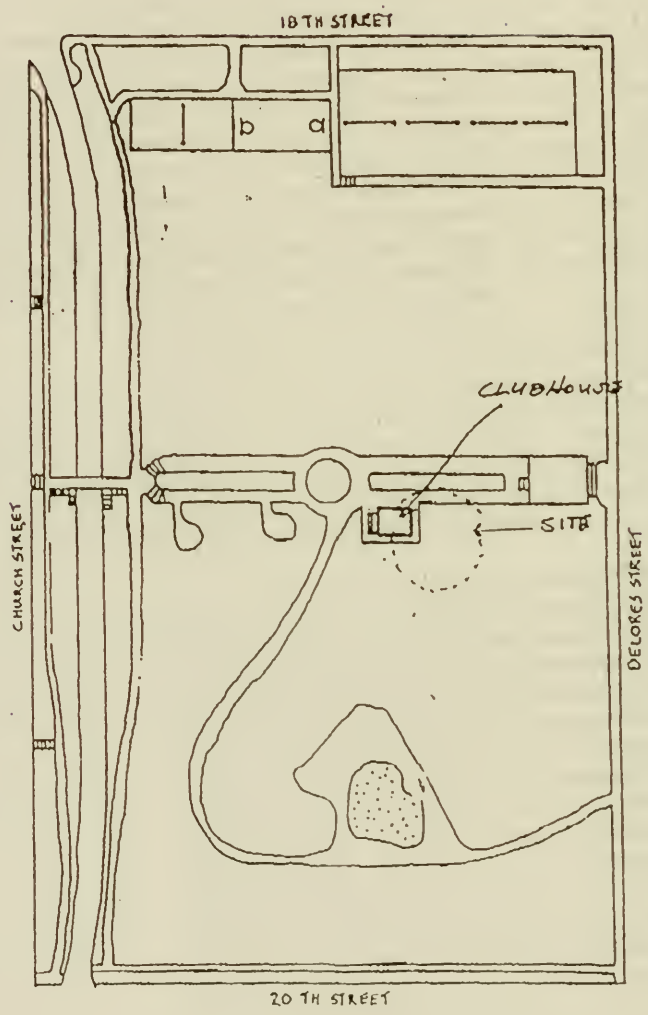 18TH STREET
CLUBHOUSE
SITE
CHURCH STREET
DELORES STREET
20 TH STREET